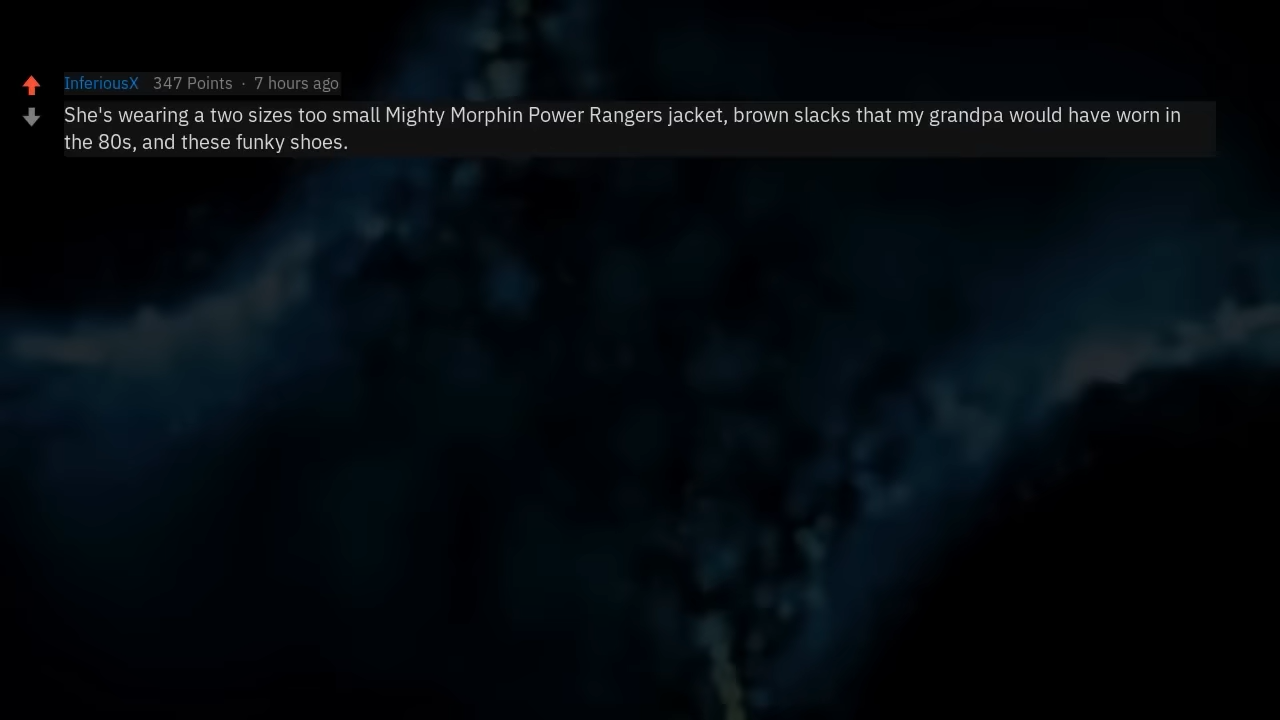 InferiousX 347 Points · 7 hours ago
She's wearing a two sizes too small Mighty Morphin Power Rangers jacket, brown slacks that my grandpa would have worn in
the 80s, and these funky shoes.